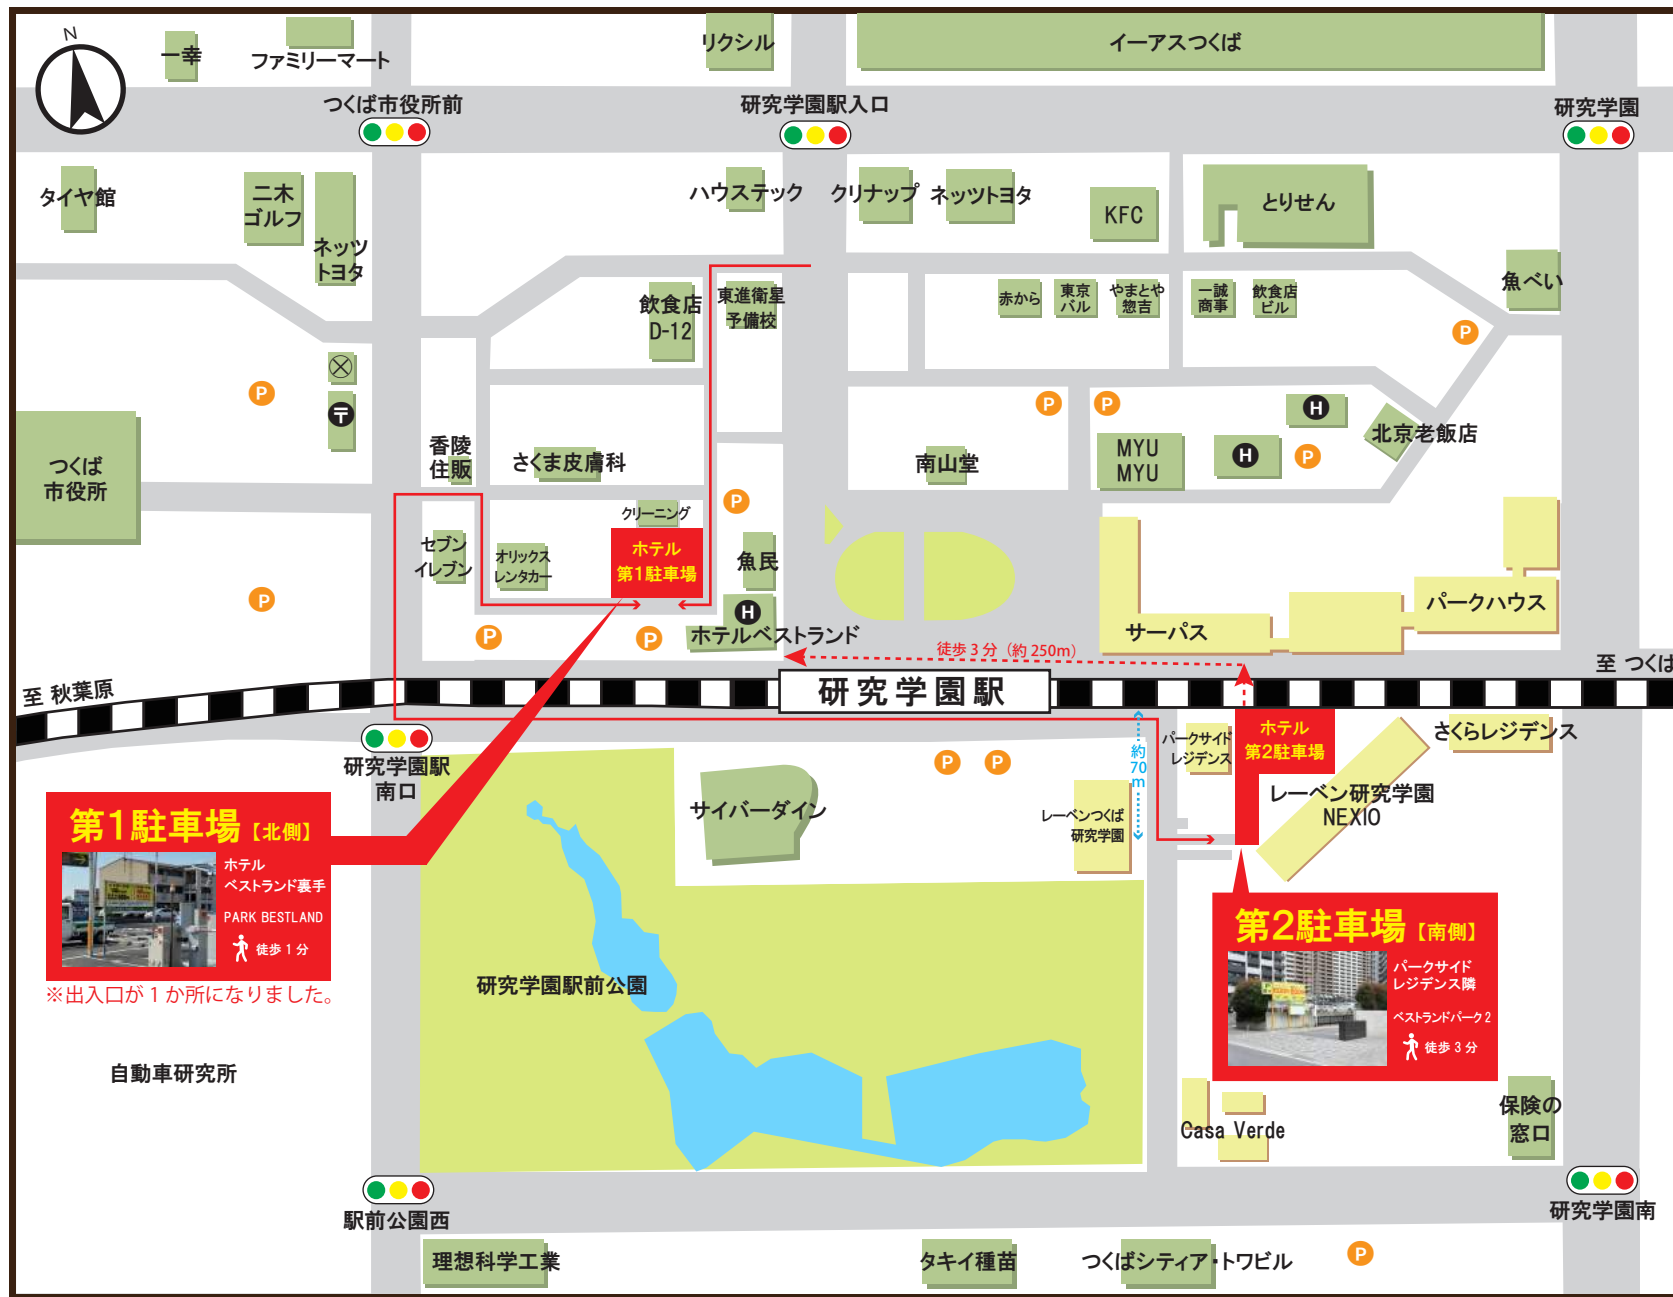 N
一幸
ファミリーマート
リクシル
イーアスつくば
つくば市役所前
研究学園駅入口
研究学園
タイヤ館
二木
ゴルフ
ネッツ
トヨタ
ハウステック
クリナップ
ネッツトヨタ
KFC
とりせん
魚べい
飲食店
D-12
東進衛星
予備校
赤から
東京
バル
やまとや
惣吉
一誠
商事
飲食店
ビル
P
P
〒
P
P
H
北京老飯店
つくば
市役所
香陵
住販
さくま皮膚科
南山堂
MYU
MYU
H
P
P
クリーニング
セブン
イレブン
オリックス
レンタカー
ホテル
第1駐車場
魚民
P
H
P
P
ホテルベストランド
サーパス
パークハウス
徒歩3分（約250m）
至 つくば
至 秋葉原
研究学園駅
研究学園駅
南口
P
P
約70m
パークサイド
レジデンス
ホテル
第2駐車場
さくらレジデンス
サイバーダイン
レーベンつくば
研究学園
レーベン研究学園
NEXIO
第1駐車場【北側】
ホテル
ベストランド裏手
PARK BESTLAND
徒歩1分
※出入口が1か所になりました。
第2駐車場【南側】
パークサイド
レジデンス隣
ベストランドパーク2
徒歩3分
研究学園駅前公園
自動車研究所
Casa Verde
保険の
窓口
駅前公園西
研究学園南
理想科学工業
タキイ種苗
つくばシティア・トワビル
P